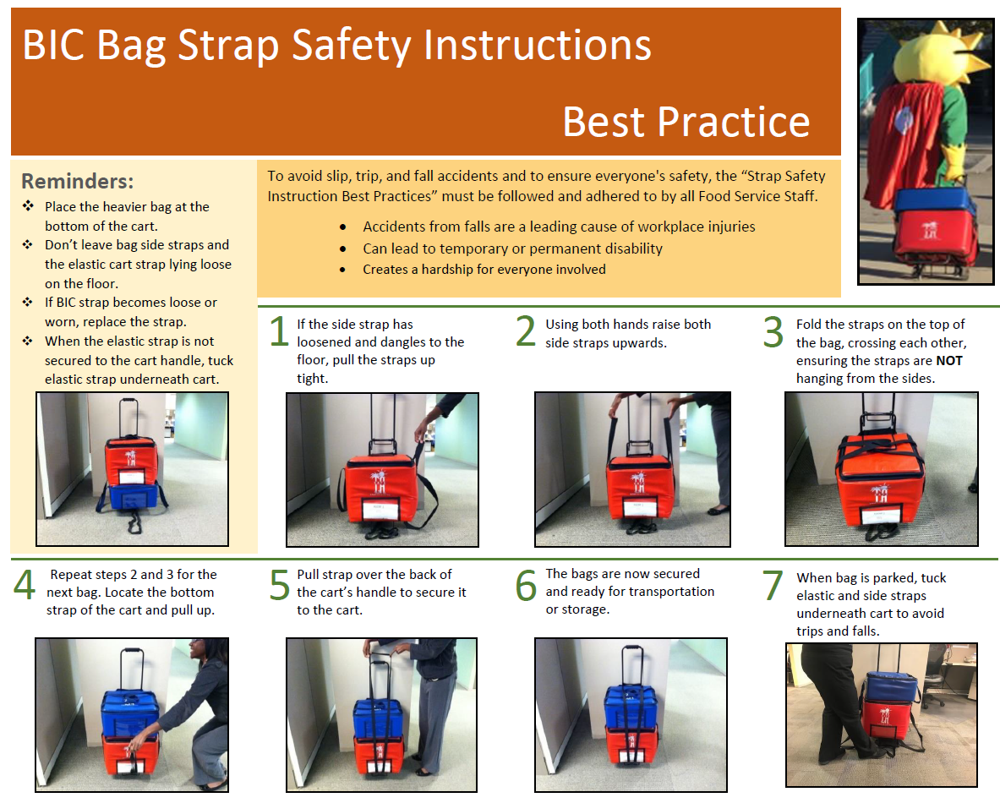 BIC Bag Strap Safety Instructions
Best Practice
Reminders:
❖ Place the heavier bag at the
bottom of the cart.
❖ Don’t leave bag side straps and
the elastic cart strap lying loose
on the floor.
❖ If BIC strap becomes loose or
worn, replace the strap.
❖ When the elastic strap is not
secured to the cart handle, tuck
elastic strap underneath cart.
To avoid slip, trip, and fall accidents and to ensure everyone's safety, the “Strap Safety
Instruction Best Practices” must be followed and adhered to by all Food Service Staff.
• Accidents from falls are a leading cause of workplace injuries
• Can lead to temporary or permanent disability
• Creates a hardship for everyone involved
1 If the side strap has
loosened and dangles to the
floor, pull the straps up
tight.
2 Using both hands raise both
side straps upwards.
3 Fold the straps on the top of
the bag, crossing each other,
ensuring the straps are NOT
hanging from the sides.
4 Repeat steps 2 and 3 for the
next bag. Locate the bottom
strap of the cart and pull up.
5 Pull strap over the back of
the cart’s handle to secure it
to the cart.
6 The bags are now secured
and ready for transportation
or storage.
7 When bag is parked, tuck
elastic and side straps
underneath cart to avoid
trips and falls.